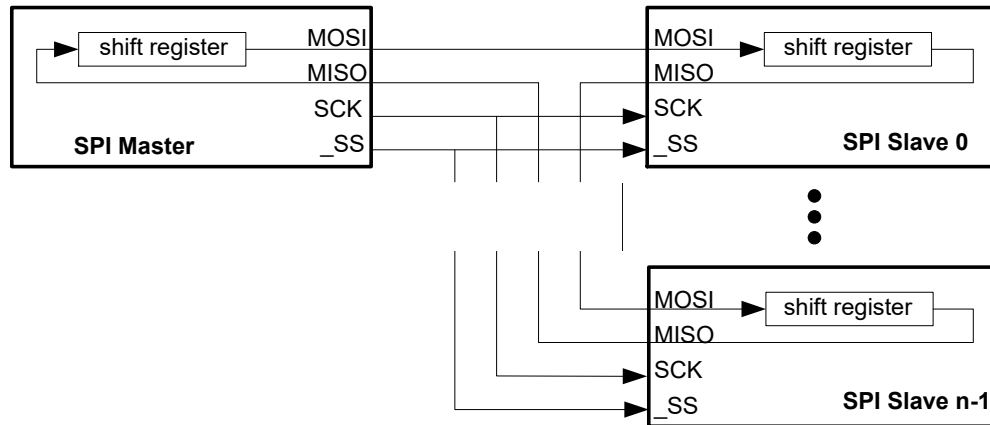 shift register
MOSI
MISO
SCK
_SS
SPI Master
MOSI
shift register
MISO
SCK
_SS
SPI Slave 0
MOSI
shift register
MISO
SCK
_SS
SPI Slave n-1